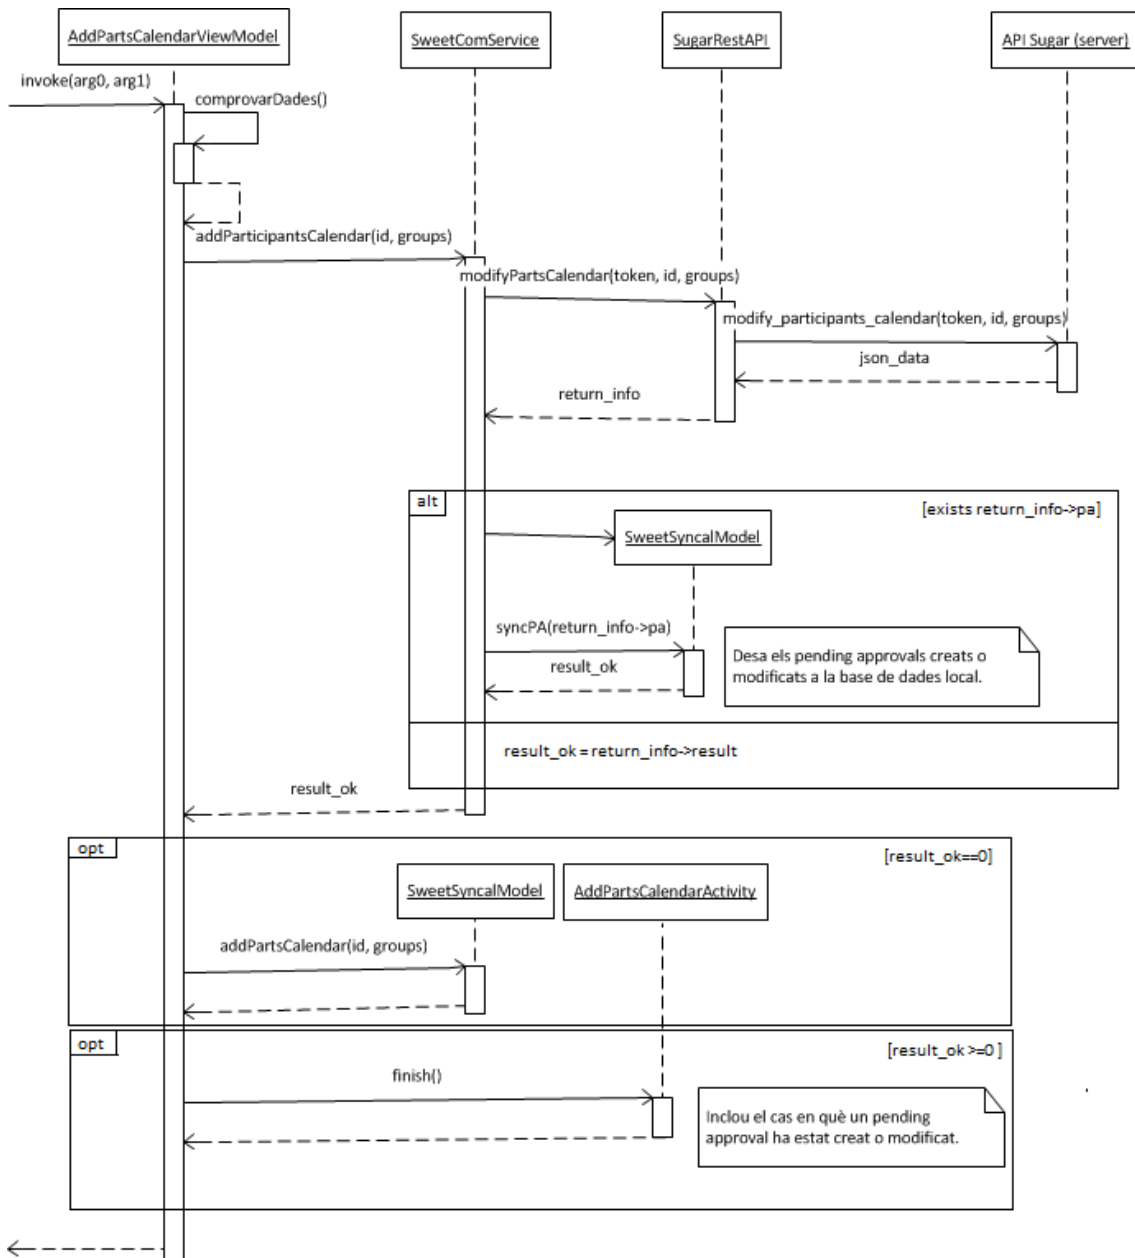 AddPartsCalendarViewModel
SweetComService
SugarRestAPI
API Sugar (server)
invoke(arg0, arg1)
comprovarDades()
addParticipantsCalendar(id, groups)
modifyPartsCalendar(token, id, groups)
modify_participants_calendar(token, id, groups)
json_data
return_info
alt
[exists return_info->pa]
SweetSyncalModel
syncPA(return_info->pa)
result_ok
Desa els pending approvals creats o
modificats a la base de dades local.
result_ok = return_info->result
result_ok
opt
[result_ok==0]
SweetSyncalModel
AddPartsCalendarActivity
addPartsCalendar(id, groups)
opt
[result_ok >=0 ]
finish()
Inclou el cas en què un pending
approval ha estat creat o modificat.